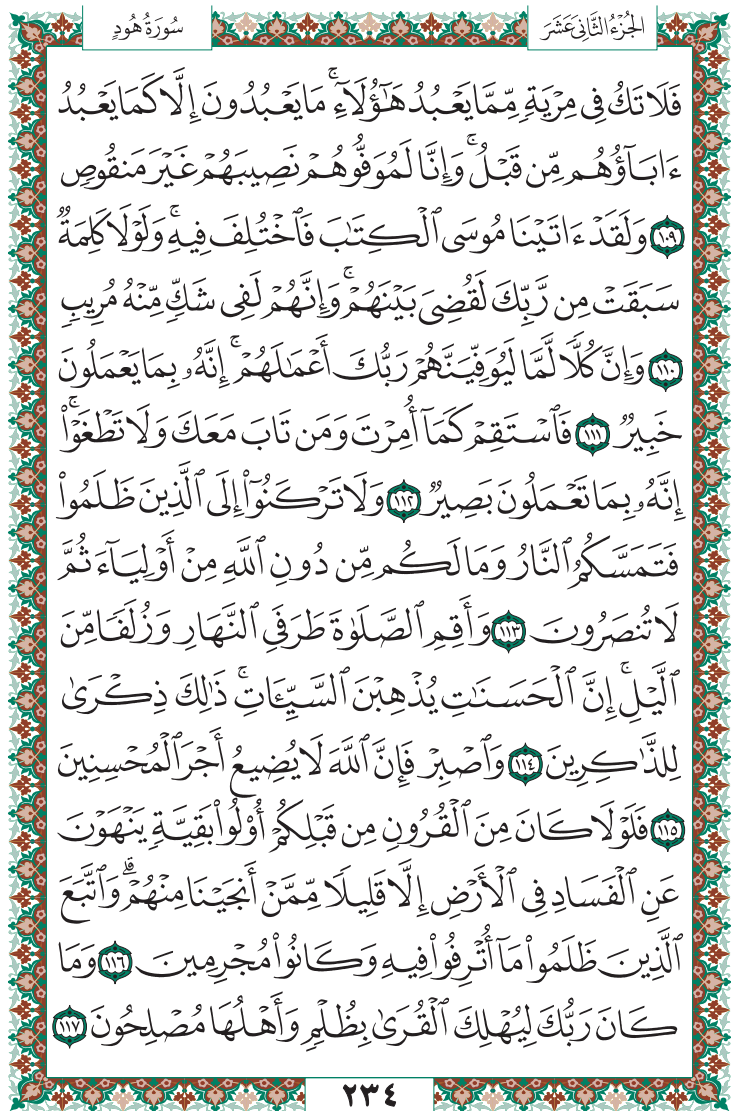 الجُزْءُ الثَّانِي عَشَرَ
سُورَةُ هُودٍ
فَلَا تَكُ فِى مِرْيَةٍ مِّمَّا يَعْبُدُ هَٰٓؤُلَآءِ ۚ مَا يَعْبُدُونَ إِلَّا كَمَا يَعْبُدُ
ءَابَآؤُهُم مِّن قَبْلُ ۚ وَإِنَّا لَمُوَفُّوهُمْ نَصِيبَهُمْ غَيْرَ مَنقُوصٍ
١٠٩ وَلَقَدْ ءَاتَيْنَا مُوسَى ٱلْكِتَٰبَ فَٱخْتُلِفَ فِيهِ ۚ وَلَوْلَا كَلِمَةٌ
سَبَقَتْ مِن رَّبِّكَ لَقُضِىَ بَيْنَهُمْ ۚ وَإِنَّهُمْ لَفِى شَكٍّ مِّنْهُ مُرِيبٍ
١١٠ وَإِنَّ كُلًّا لَّمَّا لَيُوَفِّيَنَّهُمْ رَبُّكَ أَعْمَٰلَهُمْ ۚ إِنَّهُۥ بِمَا يَعْمَلُونَ
خَبِيرٌ ١١١ فَٱسْتَقِمْ كَمَآ أُمِرْتَ وَمَن تَابَ مَعَكَ وَلَا تَطْغَوْا۟ ۚ
إِنَّهُۥ بِمَا تَعْمَلُونَ بَصِيرٌ ١١٢ وَلَا تَرْكَنُوٓا۟ إِلَى ٱلَّذِينَ ظَلَمُوا۟
فَتَمَسَّكُمُ ٱلنَّارُ وَمَا لَكُم مِّن دُونِ ٱللَّهِ مِنْ أَوْلِيَآءَ ثُمَّ
لَا تُنصَرُونَ ١١٣ وَأَقِمِ ٱلصَّلَوٰةَ طَرَفَىِ ٱلنَّهَارِ وَزُلَفًا مِّنَ
ٱلَّيْلِ ۚ إِنَّ ٱلْحَسَنَٰتِ يُذْهِبْنَ ٱلسَّيِّـَٔاتِ ۚ ذَٰلِكَ ذِكْرَىٰ
لِلذَّٰكِرِينَ ١١٤ وَٱصْبِرْ فَإِنَّ ٱللَّهَ لَا يُضِيعُ أَجْرَ ٱلْمُحْسِنِينَ
١١٥ فَلَوْلَا كَانَ مِنَ ٱلْقُرُونِ مِن قَبْلِكُمْ أُو۟لُوا۟ بَقِيَّةٍ يَنْهَوْنَ
عَنِ ٱلْفَسَادِ فِى ٱلْأَرْضِ إِلَّا قَلِيلًا مِّمَّنْ أَنجَيْنَا مِنْهُمْ ۗ وَٱتَّبَعَ
ٱلَّذِينَ ظَلَمُوا۟ مَآ أُتْرِفُوا۟ فِيهِ وَكَانُوا۟ مُجْرِمِينَ ١١٦ وَمَا
كَانَ رَبُّكَ لِيُهْلِكَ ٱلْقُرَىٰ بِظُلْمٍ وَأَهْلُهَا مُصْلِحُونَ ١١٧
٢٣٤